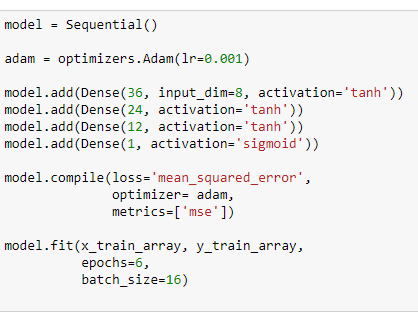 model = Sequential()
adam = optimizers.Adam(lr=0.001)
model.add(Dense(36, input_dim=8, activation='tanh'))
model.add(Dense(24, activation='tanh'))
model.add(Dense(12, activation='tanh'))
model.add(Dense(1, activation='sigmoid'))
model.compile(loss='mean_squared_error',
              optimizer= adam,
              metrics=['mse'])
model.fit(x_train_array, y_train_array,
          epochs=6,
          batch_size=16)